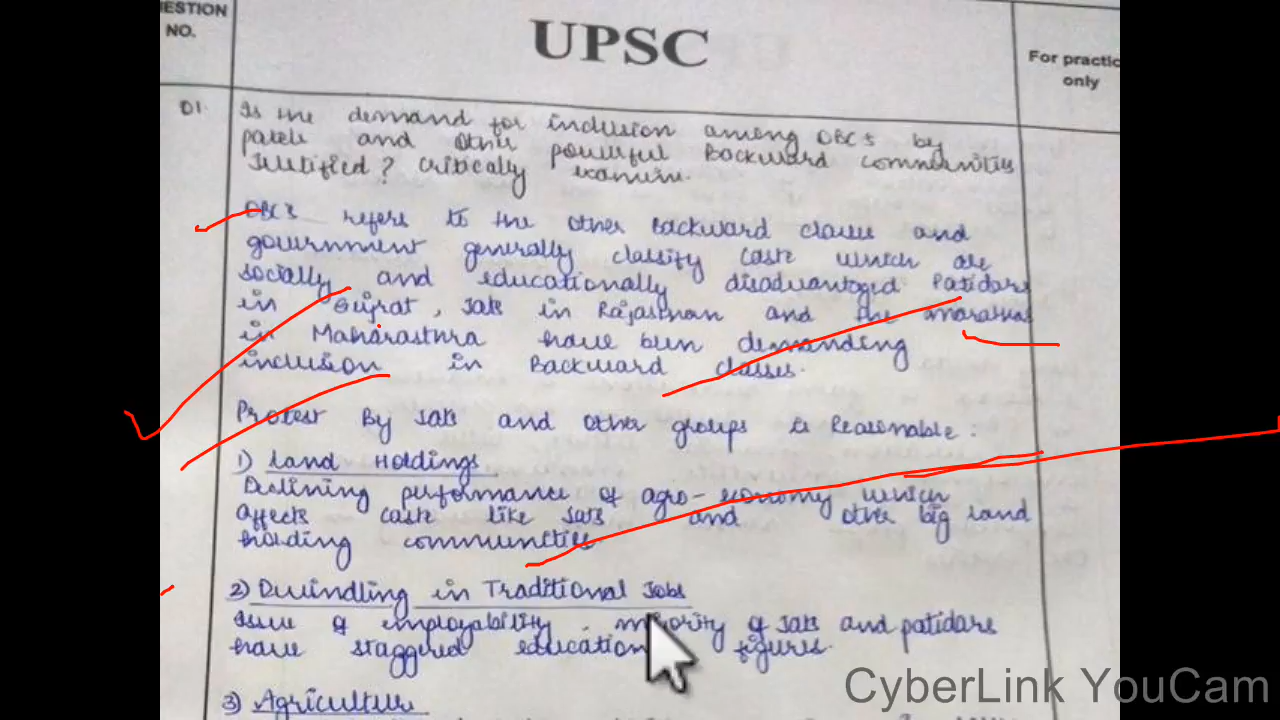 ESTION
NO.
UPSC
For practic
only
Q1. Is the demand for inclusion among OBCs by
patels and other powerful Backward communities
Justified? critically examine.
OBC's refers to the other Backward classes and
government generally classify caste which are
socially and educationally disadvantaged. Patidars
in Gujrat, Jats in Rajasthan and the marathas
in Maharasthra have been demanding
inclusion in Backward classes.
Protest By Jats and other groups is Reasonable:
1) Land Holdings
Declining performance of agro-economy which
affects caste like Jats and other big land
holding communities
2) Dwindling in Traditional Jobs
Issue of employability. majority of Jats and patidars
have staggered education figures.
3) Agriculture
CyberLink YouCam